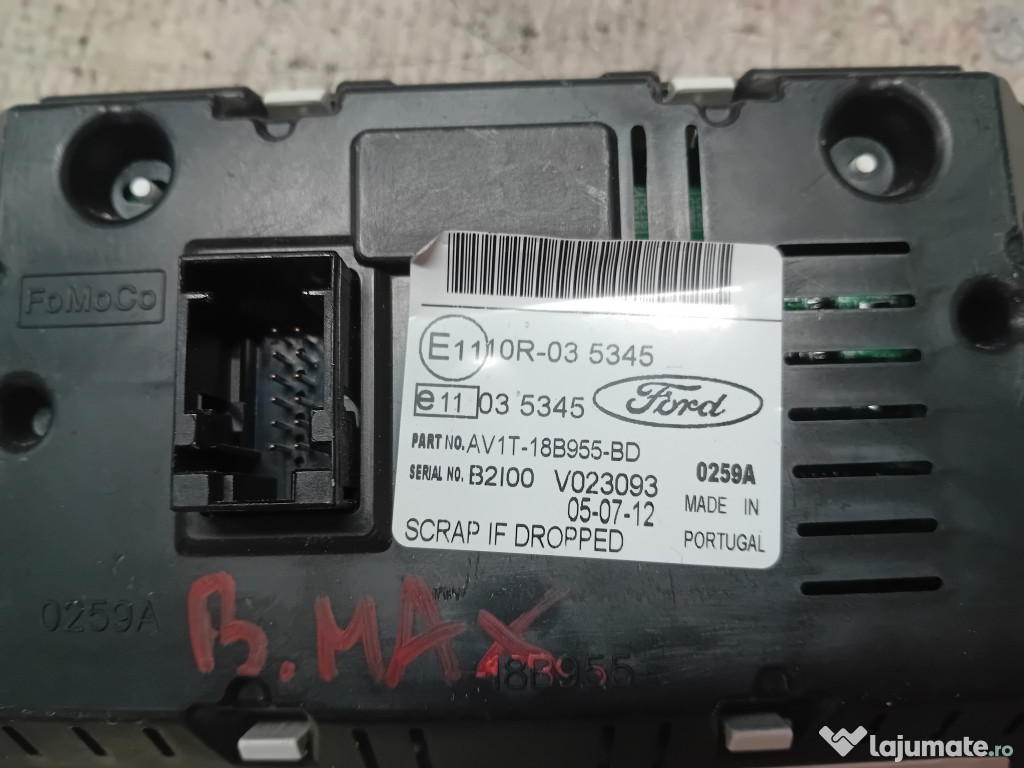 FoMoCo
E11 10R-03 5345
e11 03 5345 Ford
PART NO. AV1T-18B955-BD
SERIAL NO. B2I00 V023093 0259A
05-07-12 MADE IN
SCRAP IF DROPPED PORTUGAL
0259A
B.MAX
18B955
lajumate.ro